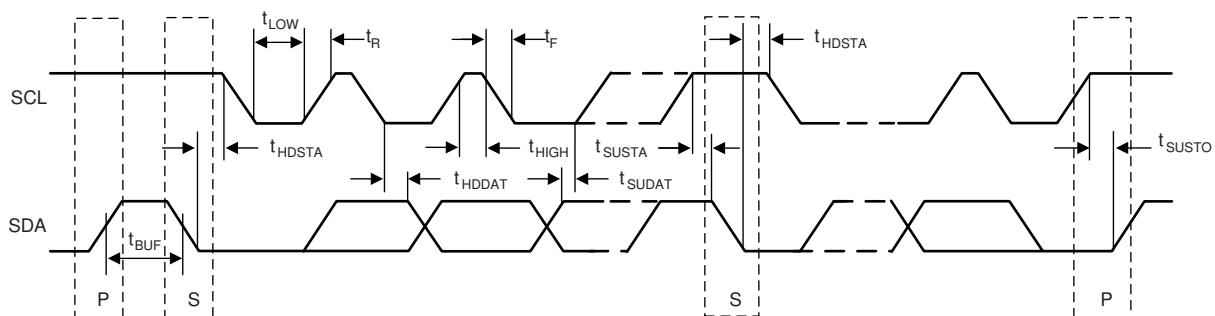 tLOW
tR
tF
tHDSTA
SCL
tHDSTA
tHIGH
tSUSTA
tSUSTO
tHDDAT
tSUDAT
SDA
tBUF
P
S
S
P